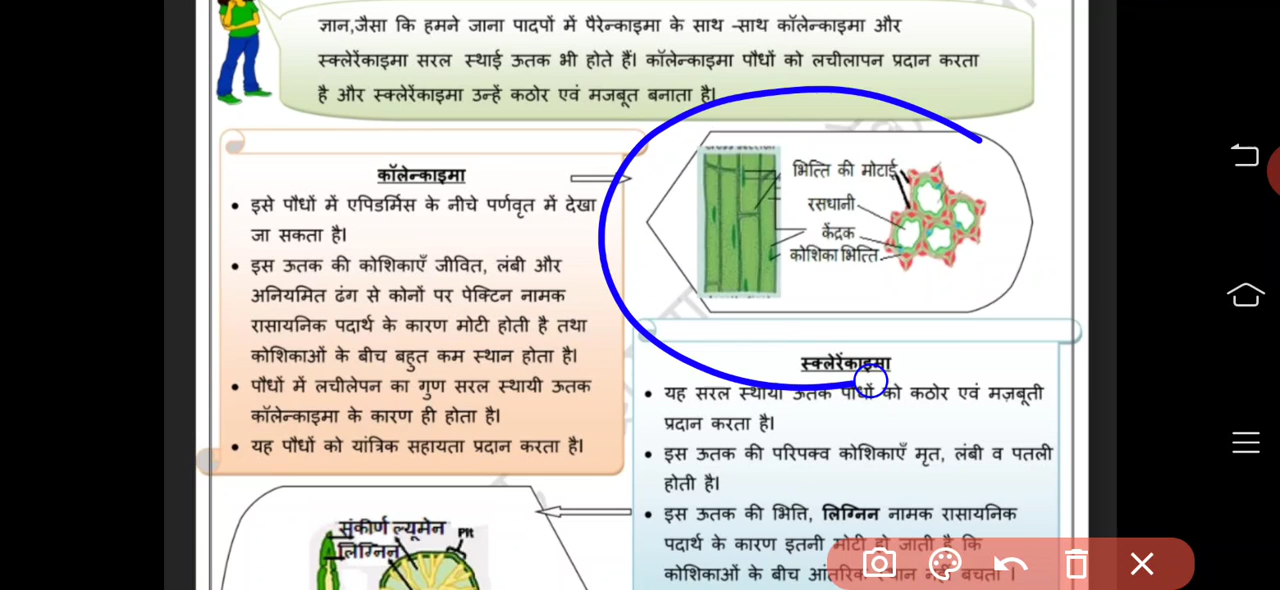 ज्ञान,जैसा कि हमने जाना पादपों में पैरेन्काइमा के साथ -साथ कॉलेन्काइमा और
स्क्लेरेंकाइमा सरल स्थाई ऊतक भी होते हैं। कॉलेन्काइमा पौधों को लचीलापन प्रदान करता
है और स्क्लेरेंकाइमा उन्हें कठोर एवं मजबूत बनाता है।
कॉलेन्काइमा
• इसे पौधों में एपिडर्मिस के नीचे पर्णवृत में देखा
जा सकता है।
• इस ऊतक की कोशिकाएँ जीवित, लंबी और
अनियमित ढंग से कोनों पर पेक्टिन नामक
रासायनिक पदार्थ के कारण मोटी होती है तथा
कोशिकाओं के बीच बहुत कम स्थान होता है।
• पौधों में लचीलेपन का गुण सरल स्थायी ऊतक
कॉलेन्काइमा के कारण ही होता है।
• यह पौधों को यांत्रिक सहायता प्रदान करता है।
भित्ति की मोटाई
रसधानी
केंद्रक
कोशिका भित्ति
स्क्लेरेंकाइमा
• यह सरल स्थायी ऊतक पौधों को कठोर एवं मज़बूती
प्रदान करता है।
• इस ऊतक की परिपक्व कोशिकाएँ मृत, लंबी व पतली
होती है।
• इस ऊतक की भित्ति, लिग्निन नामक रासायनिक
पदार्थ के कारण इतनी मोटी हो जाती है कि
कोशिकाओं के बीच आंतरिक स्थान नहीं बचता ।
संकीर्ण ल्यूमेन
Pit
लिग्निन